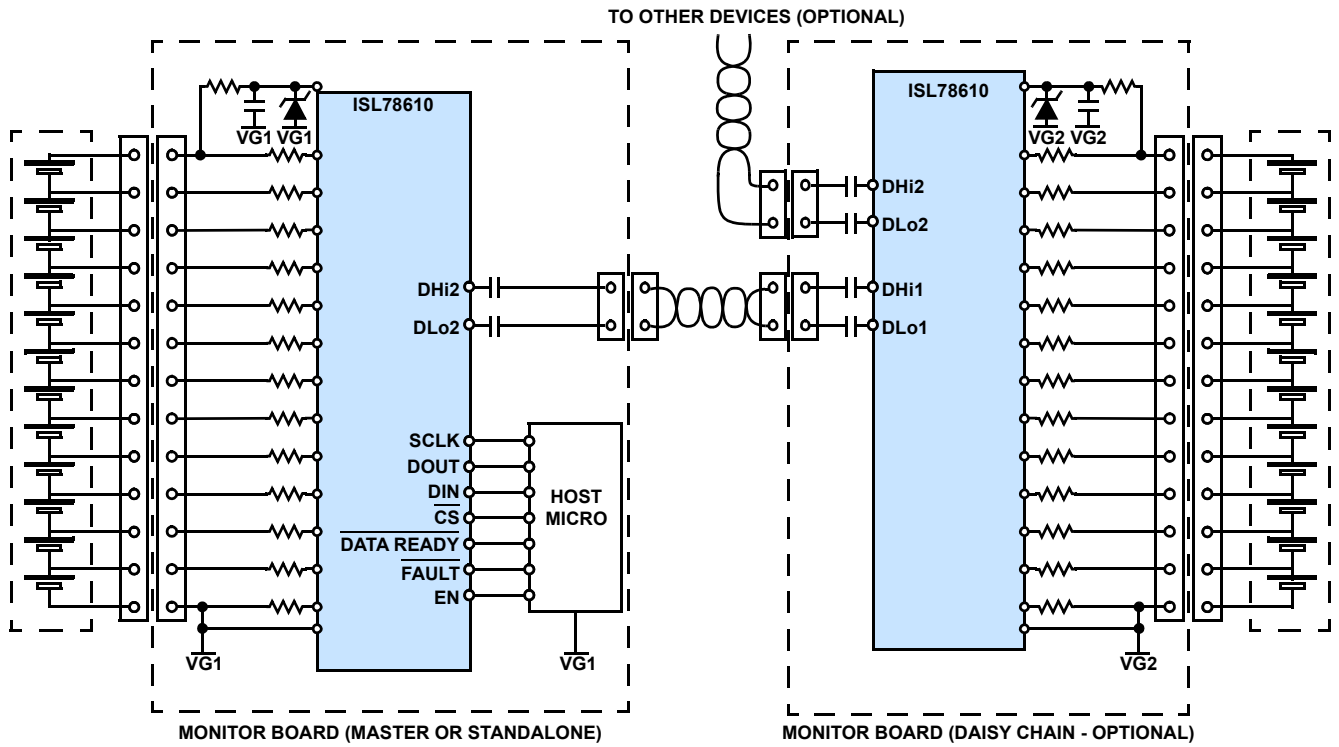 TO OTHER DEVICES (OPTIONAL)
ISL78610
VG1
VG1
DHi2
DLo2
SCLK
DOUT
DIN
CS
DATA READY
FAULT
EN
HOST
MICRO
VG1
VG1
MONITOR BOARD (MASTER OR STANDALONE)
ISL78610
VG2
VG2
DHi2
DLo2
DHi1
DLo1
VG2
MONITOR BOARD (DAISY CHAIN - OPTIONAL)